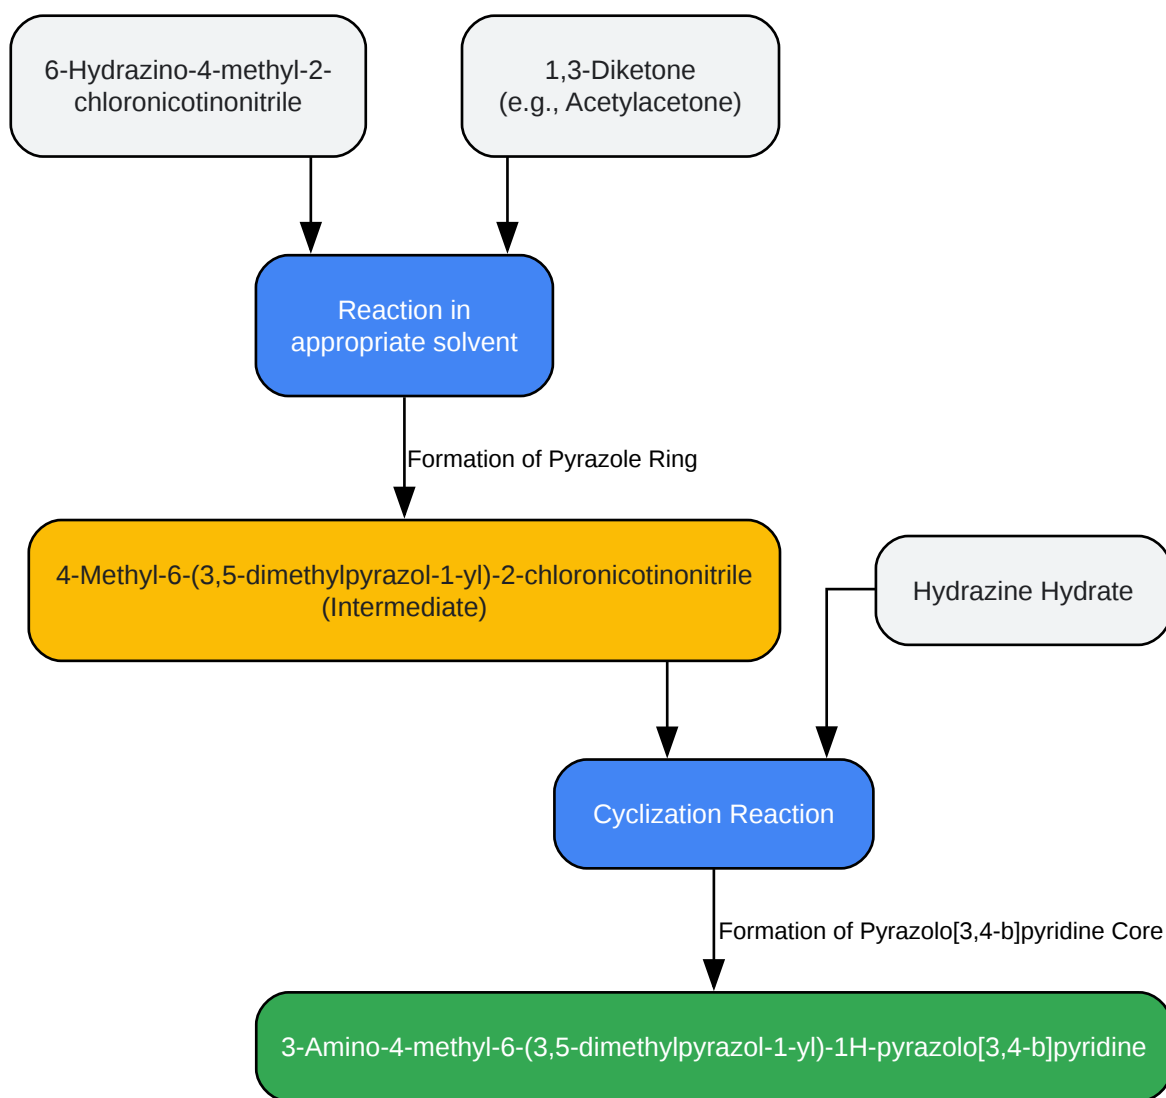 6-Hydrazino-4-methyl-2-
chloronicotinonitrile
1,3-Diketone
(e.g., Acetylacetone)
Reaction in
appropriate solvent
Formation of Pyrazole Ring
4-Methyl-6-(3,5-dimethylpyrazol-1-yl)-2-chloronicotinonitrile
(Intermediate)
Hydrazine Hydrate
Cyclization Reaction
Formation of Pyrazolo[3,4-b]pyridine Core
3-Amino-4-methyl-6-(3,5-dimethylpyrazol-1-yl)-1H-pyrazolo[3,4-b]pyridine